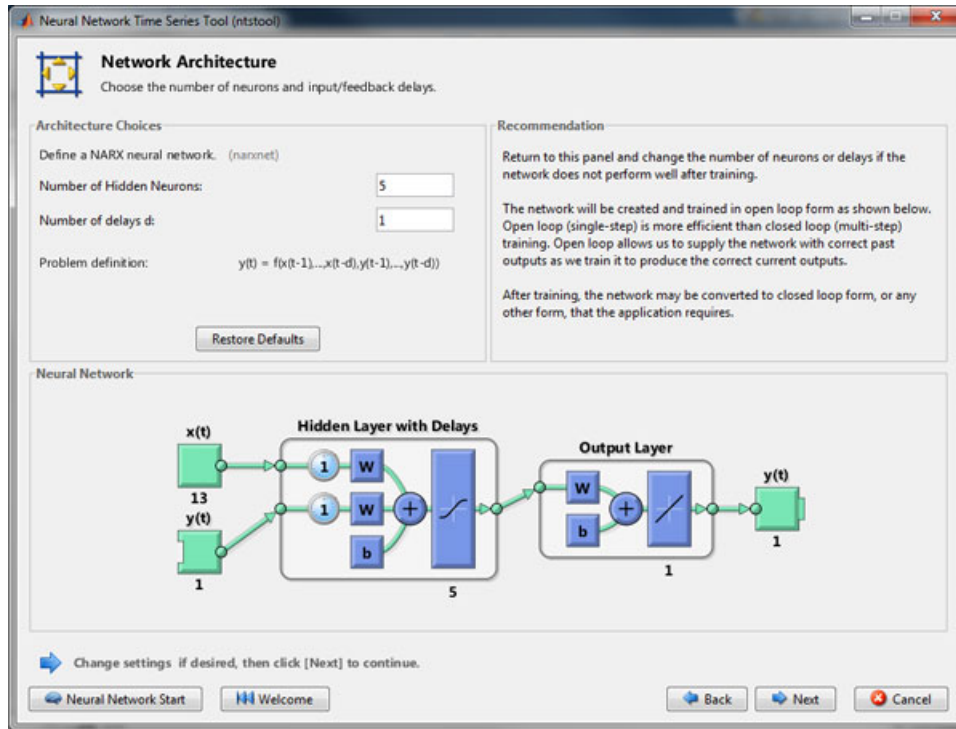 Neural Network Time Series Tool (ntstool)
Network Architecture
Choose the number of neurons and input/feedback delays.
Architecture Choices
Define a NARX neural network. (narxnet)
Number of Hidden Neurons: 5
Number of delays d: 1
Problem definition: y(t) = f(x(t-1),...,x(t-d),y(t-1),...,y(t-d))
Restore Defaults
Recommendation
Return to this panel and change the number of neurons or delays if the
network does not perform well after training.
The network will be created and trained in open loop form as shown below.
Open loop (single-step) is more efficient than closed loop (multi-step)
training. Open loop allows us to supply the network with correct past
outputs as we train it to produce the correct current outputs.
After training, the network may be converted to closed loop form, or any
other form, that the application requires.
Neural Network
Hidden Layer with Delays
Output Layer
x(t)
13
y(t)
1
1
W
1
W
b
+
5
W
b
+
1
y(t)
1
Change settings if desired, then click [Next] to continue.
Neural Network Start
Welcome
Back
Next
Cancel